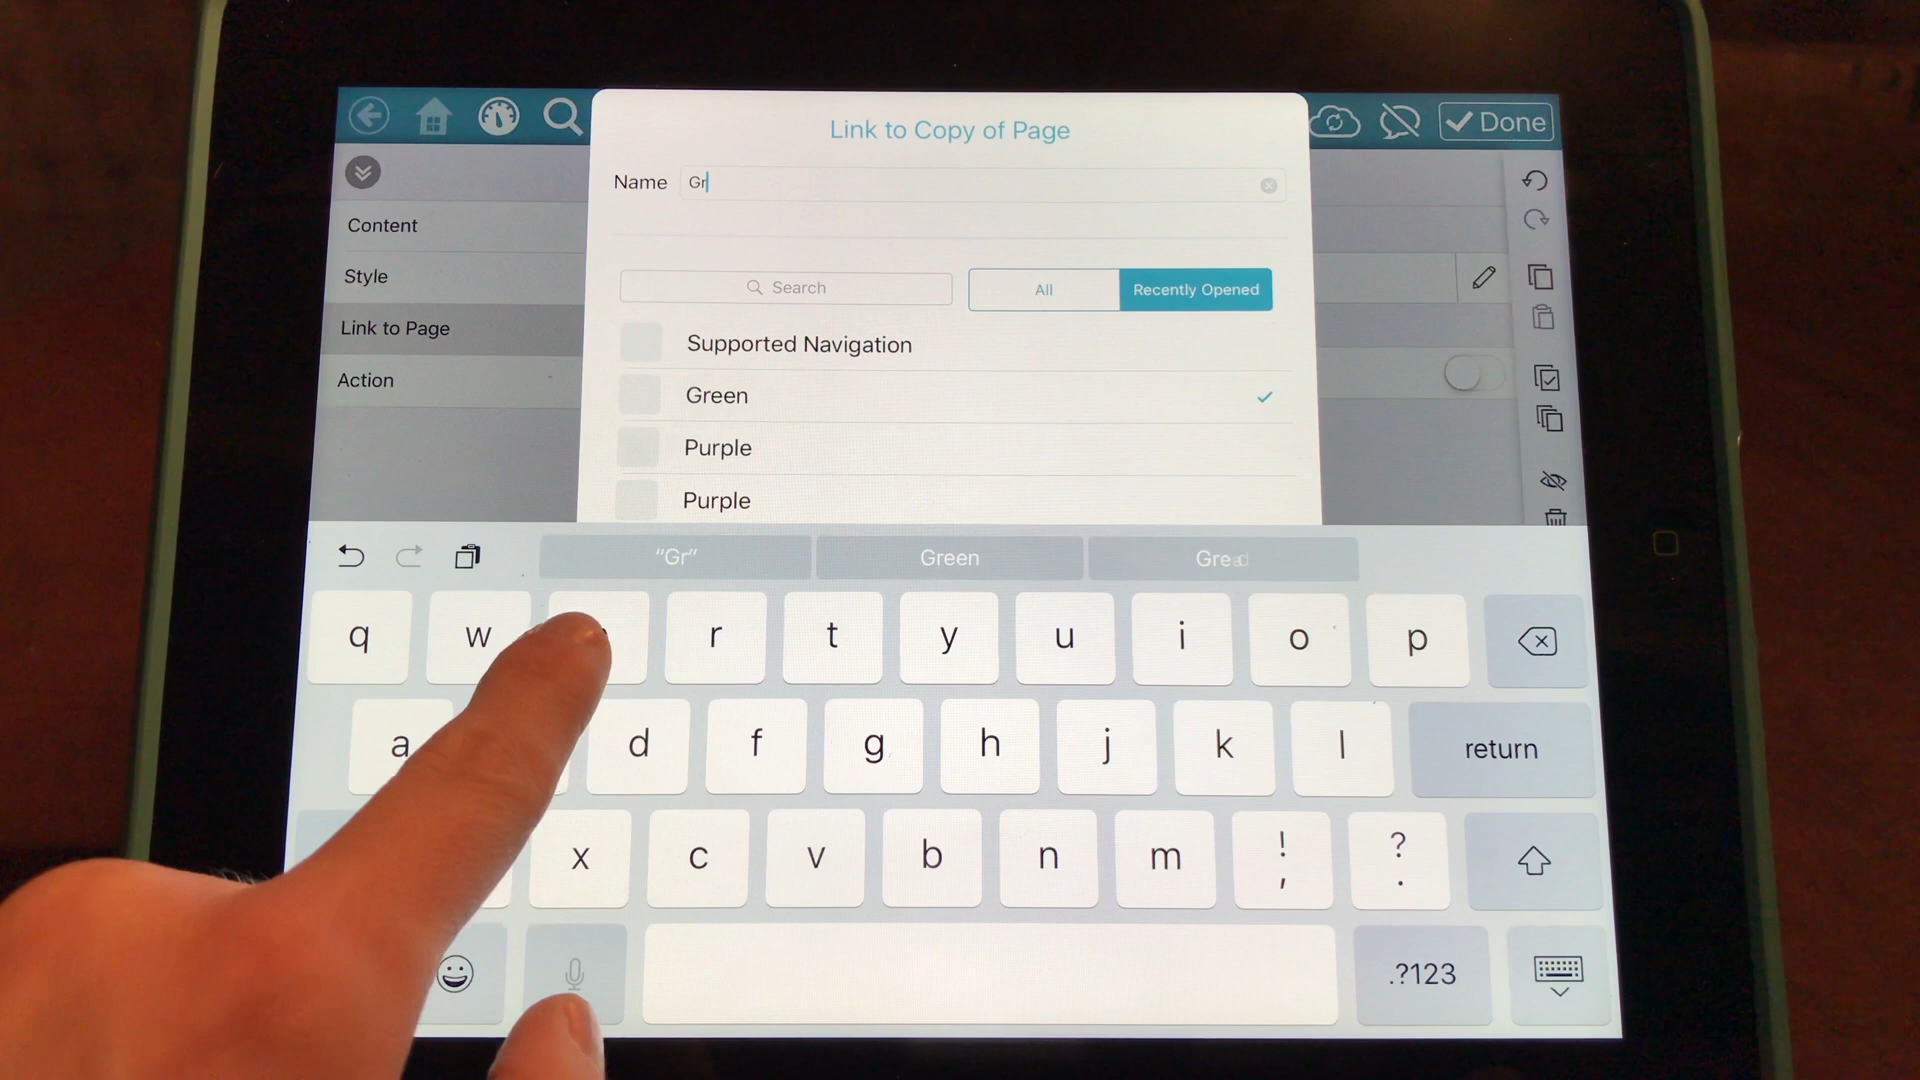 Done
Link to Copy of Page
Name Gr
Content
Style
Link to Page
Action
Search
All
Recently Opened
Supported Navigation
Green
Purple
Purple
“Gr”
Green
q w r t y u i o p
a d f g h j k l return
x c v b n m ! , ? .
.?123